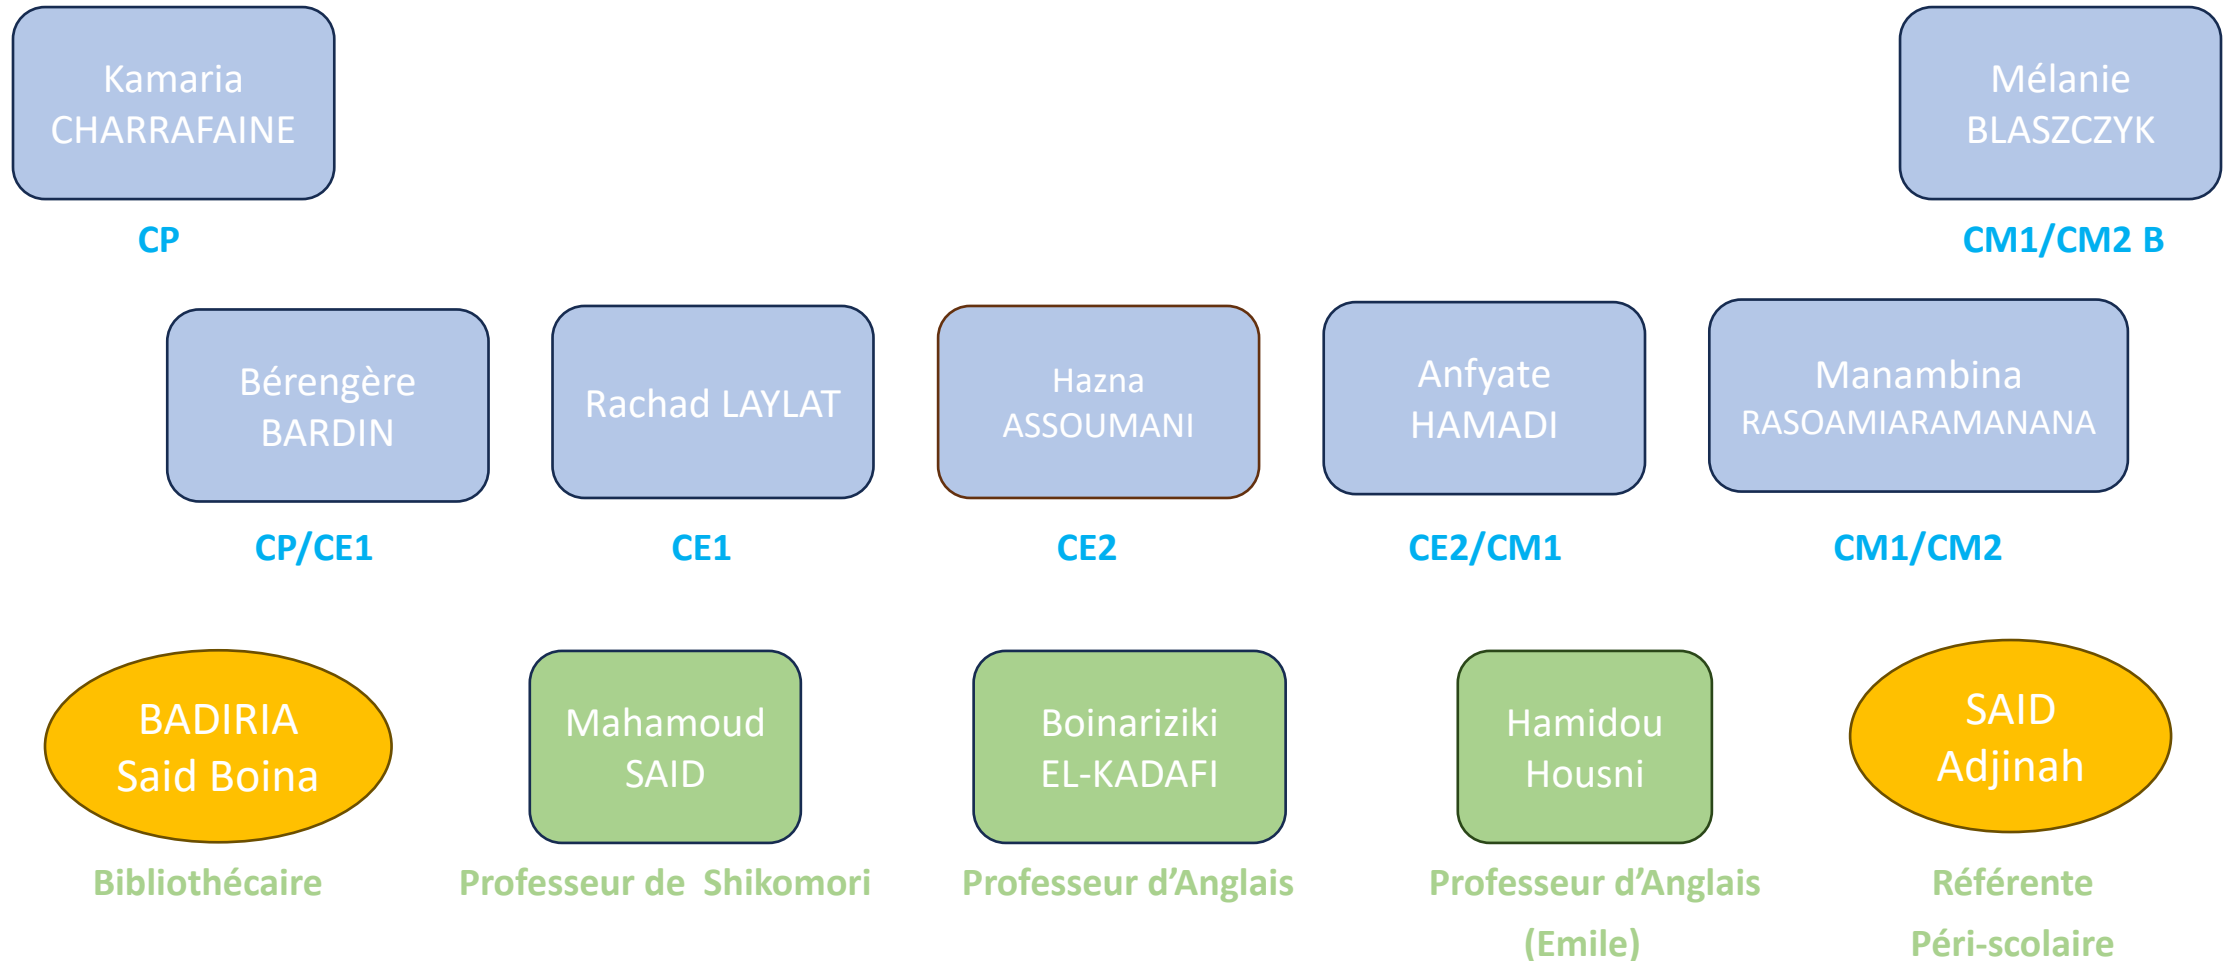 Kamaria
CHARRAFAINE
CP
Mélanie
BLASZCZYK
CM1/CM2 B
Bérengère
BARDIN
CP/CE1
Rachad LAYLAT
CE1
Hazna
ASSOUMANI
CE2
Anfyate
HAMADI
CE2/CM1
Manambina
RASOAMIARAMANANA
CM1/CM2
BADIRIA
Said Boina
Bibliothécaire
Mahamoud
SAID
Professeur de Shikomori
Boinariziki
EL-KADAFI
Professeur d’Anglais
Hamidou
Housni
Professeur d’Anglais
(Emile)
SAID
Adjinah
Référente
Péri-scolaire